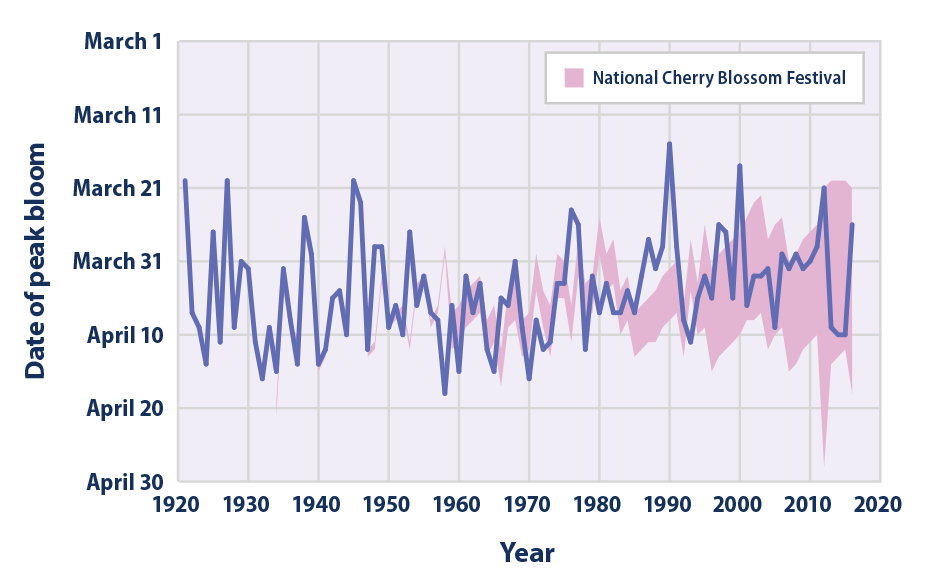 March 1
National Cherry Blossom Festival
March 11
March 21
March 31
April 10
April 20
April 30
Date of peak bloom
1920 1930 1940 1950 1960 1970 1980 1990 2000 2010 2020
Year